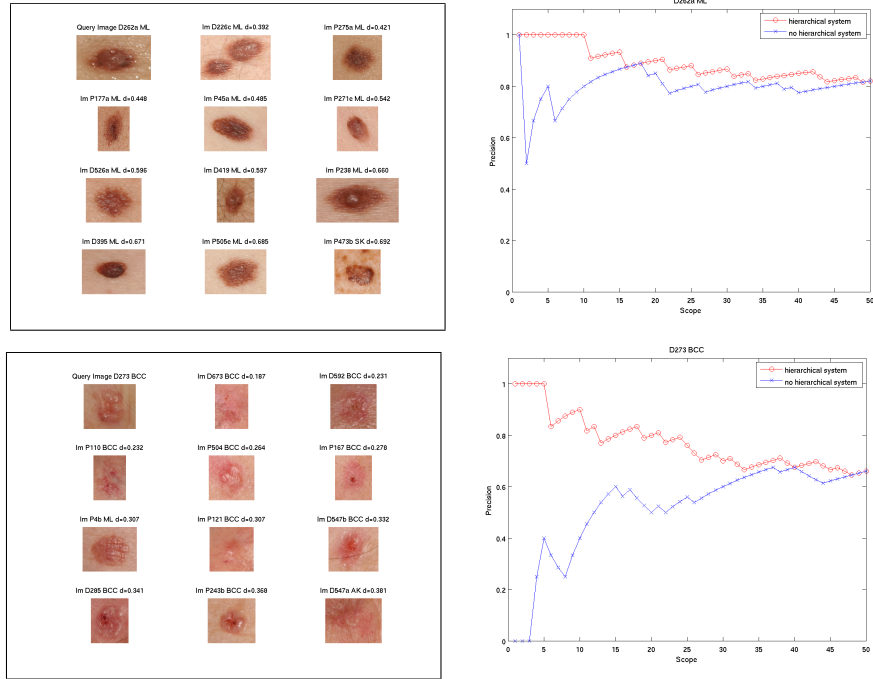 Query Image D262a ML
Im D226c ML d=0.392
Im P275a ML d=0.421
Im P177a ML d=0.448
Im P45a ML d=0.485
Im P271e ML d=0.542
Im D526a ML d=0.596
Im D419 ML d=0.597
Im P238 ML d=0.660
Im D395 ML d=0.671
Im P505e ML d=0.685
Im P473b SK d=0.692
D262a ML
hierarchical system
no hierarchical system
1
0.8
0.6
0.4
0.2
0
Precision
0 5 10 15 20 25 30 35 40 45 50
Scope
Query Image D273 BCC
Im D673 BCC d=0.187
Im D592 BCC d=0.231
Im P110 BCC d=0.232
Im P504 BCC d=0.264
Im P167 BCC d=0.278
Im P4b ML d=0.307
Im P121 BCC d=0.307
Im D547b BCC d=0.332
Im D285 BCC d=0.341
Im P243b BCC d=0.368
Im D547a AK d=0.381
D273 BCC
hierarchical system
no hierarchical system
1
0.8
0.6
0.4
0.2
0
Precision
0 5 10 15 20 25 30 35 40 45 50
Scope